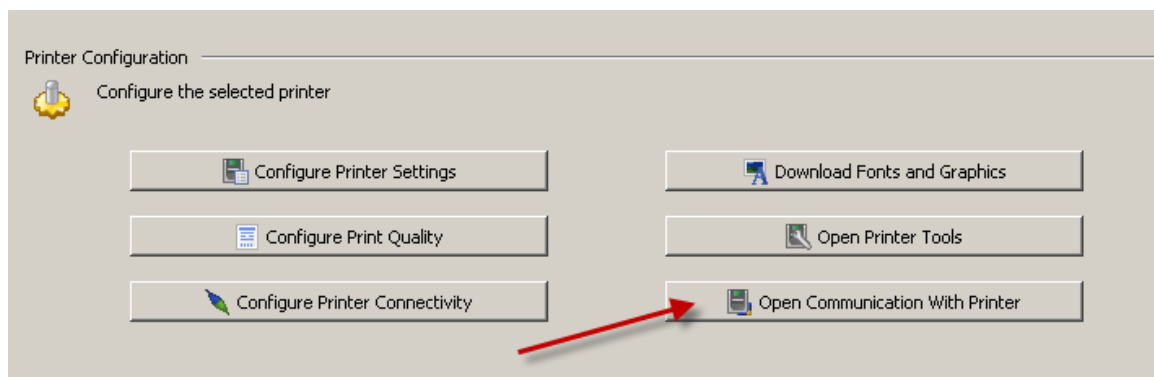 Printer Configuration
Configure the selected printer
Configure Printer Settings
Download Fonts and Graphics
Configure Print Quality
Open Printer Tools
Configure Printer Connectivity
Open Communication With Printer